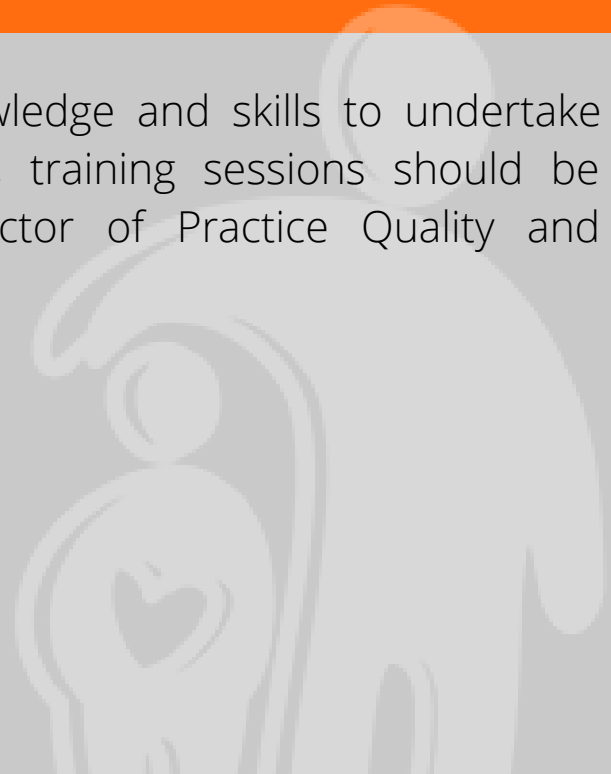 wledge and skills to undertake
training sessions should be
ctor of Practice Quality and